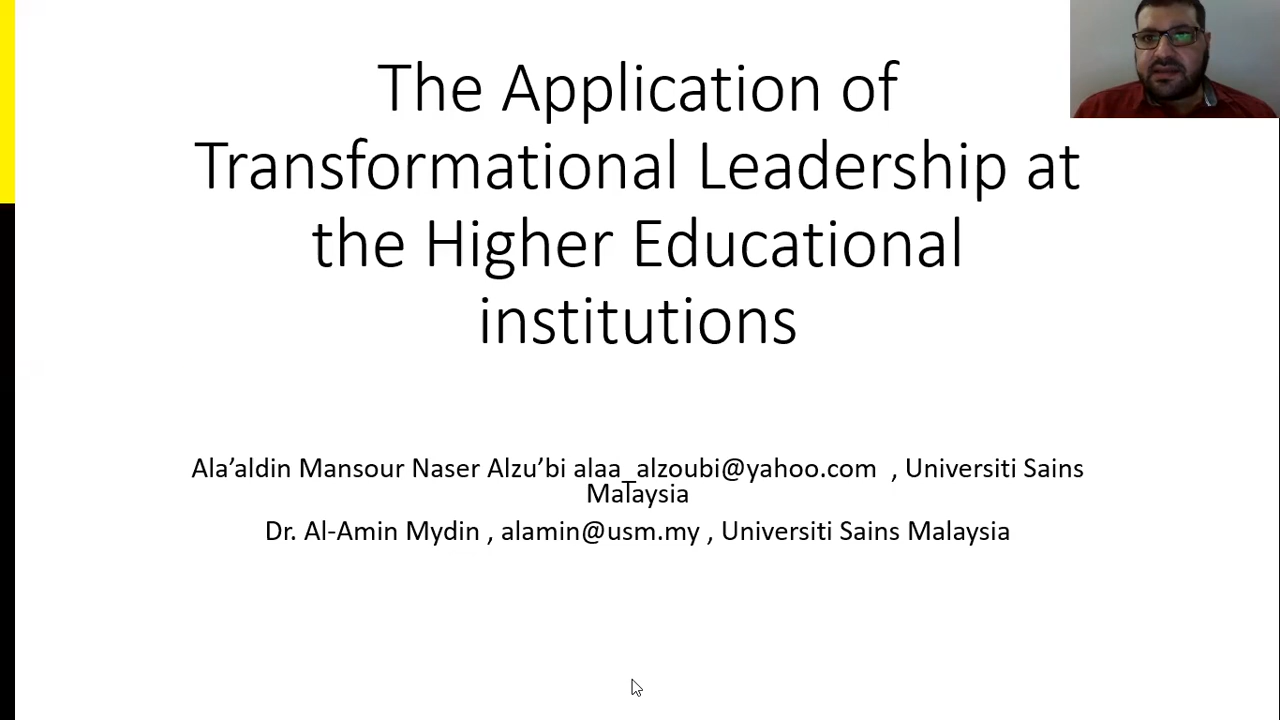 The Application of
Transformational Leadership at
the Higher Educational
institutions
Ala’aldin Mansour Naser Alzu’bi alaa_alzoubi@yahoo.com , Universiti Sains
Malaysia
Dr. Al-Amin Mydin , alamin@usm.my , Universiti Sains Malaysia